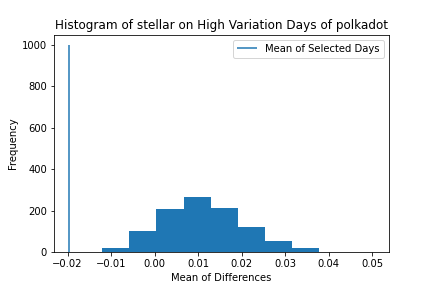 Histogram of stellar on High Variation Days of polkadot
Mean of Selected Days
Frequency
1000
800
600
400
200
0
−0.02 −0.01 0.00 0.01 0.02 0.03 0.04 0.05
Mean of Differences